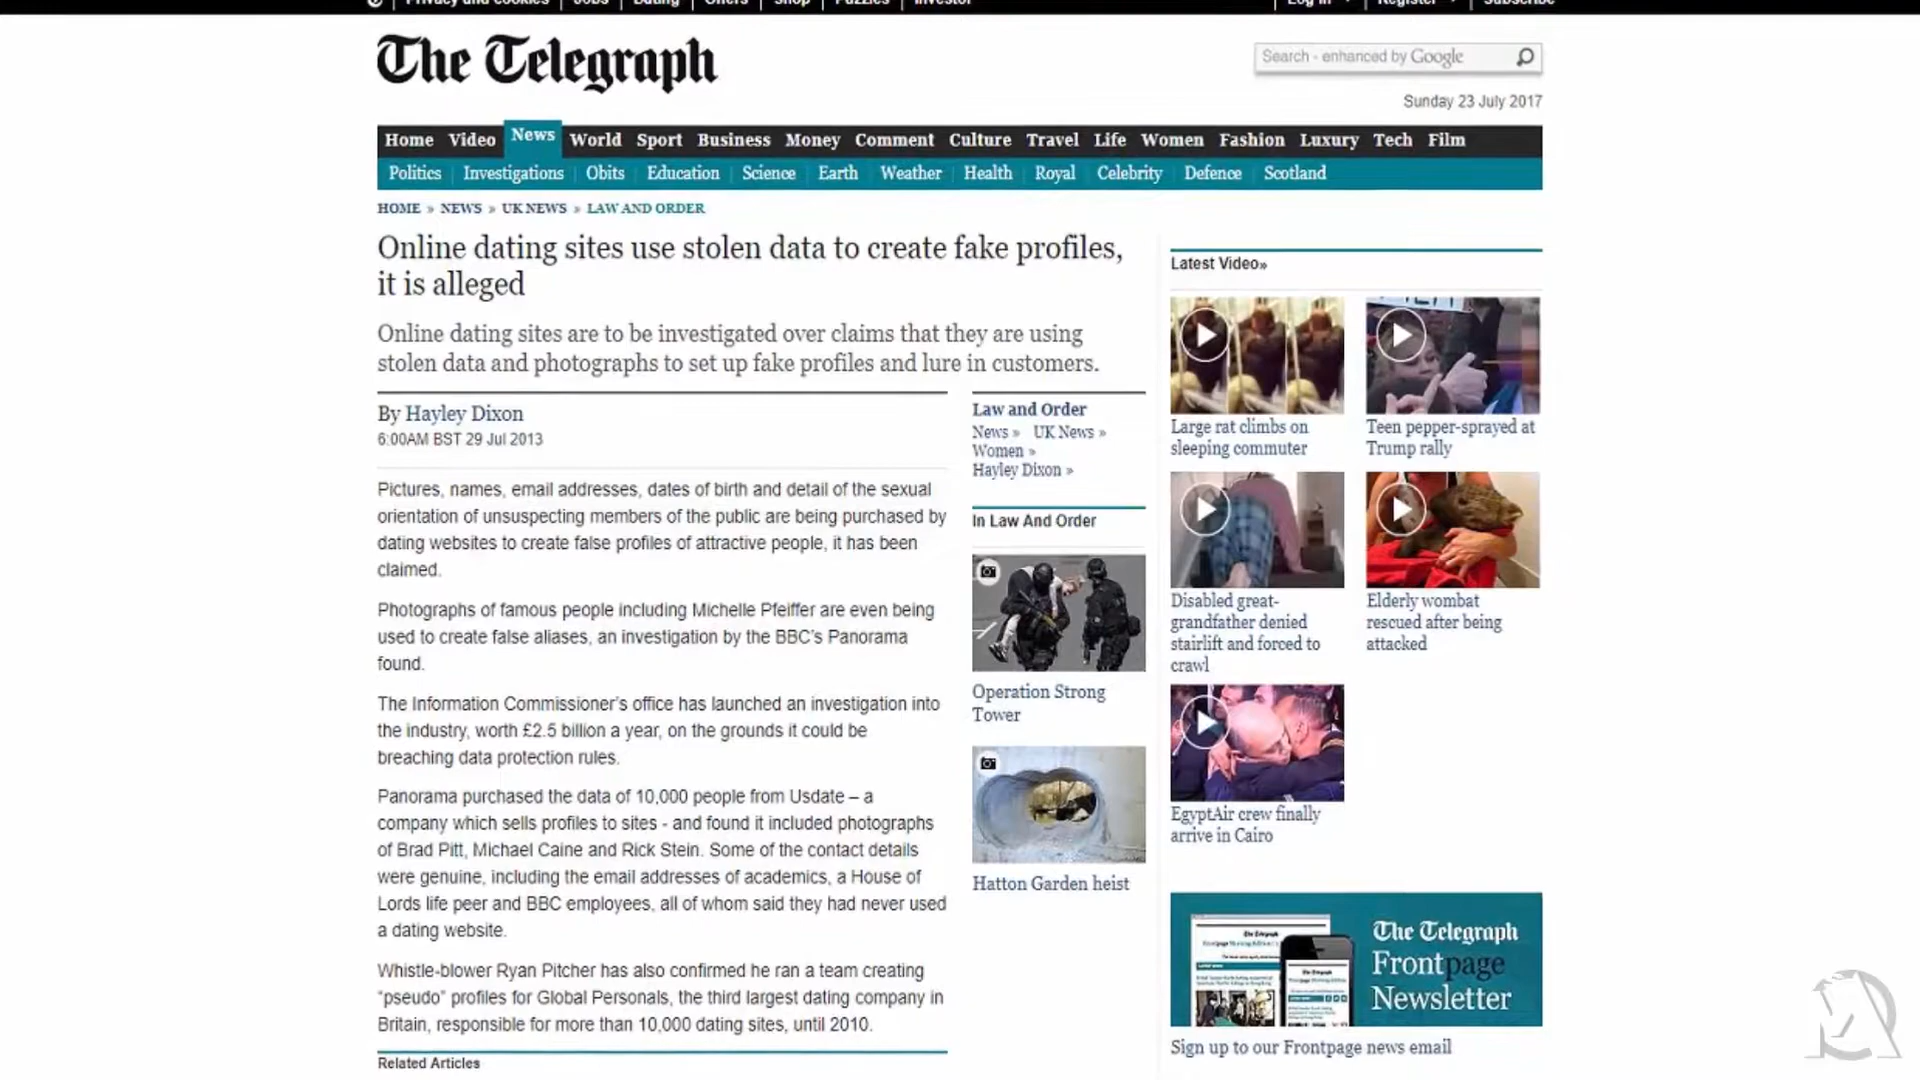 Privacy and Cookies Jobs Dating Offers Shop Puzzles Investor Log in Register Subscribe
The Telegraph
Search - enhanced by Google
Sunday 23 July 2017
Home Video News World Sport Business Money Comment Culture Travel Life Women Fashion Luxury Tech Film
Politics Investigations Obits Education Science Earth Weather Health Royal Celebrity Defence Scotland
HOME » NEWS » UK NEWS » LAW AND ORDER
Online dating sites use stolen data to create fake profiles,
it is alleged
Online dating sites are to be investigated over claims that they are using
stolen data and photographs to set up fake profiles and lure in customers.
By Hayley Dixon
6:00AM BST 29 Jul 2013
Pictures, names, email addresses, dates of birth and detail of the sexual
orientation of unsuspecting members of the public are being purchased by
dating websites to create false profiles of attractive people, it has been
claimed.
Photographs of famous people including Michelle Pfeiffer are even being
used to create false aliases, an investigation by the BBC's Panorama
found.
The Information Commissioner's office has launched an investigation into
the industry, worth £2.5 billion a year, on the grounds it could be
breaching data protection rules.
Panorama purchased the data of 10,000 people from Usdate – a
company which sells profiles to sites - and found it included photographs
of Brad Pitt, Michael Caine and Rick Stein. Some of the contact details
were genuine, including the email addresses of academics, a House of
Lords life peer and BBC employees, all of whom said they had never used
a dating website.
Whistle-blower Ryan Pitcher has also confirmed he ran a team creating
"pseudo" profiles for Global Personals, the third largest dating company in
Britain, responsible for more than 10,000 dating sites, until 2010.
Related Articles
Law and Order
News » UK News »
Women »
Hayley Dixon »
In Law And Order
Operation Strong
Tower
Hatton Garden heist
Latest Video»
Large rat climbs on
sleeping commuter
Teen pepper-sprayed at
Trump rally
Disabled great-
grandfather denied
stairlift and forced to
crawl
Elderly wombat
rescued after being
attacked
EgyptAir crew finally
arrive in Cairo
The Telegraph
Frontpage
Newsletter
Sign up to our Frontpage news email